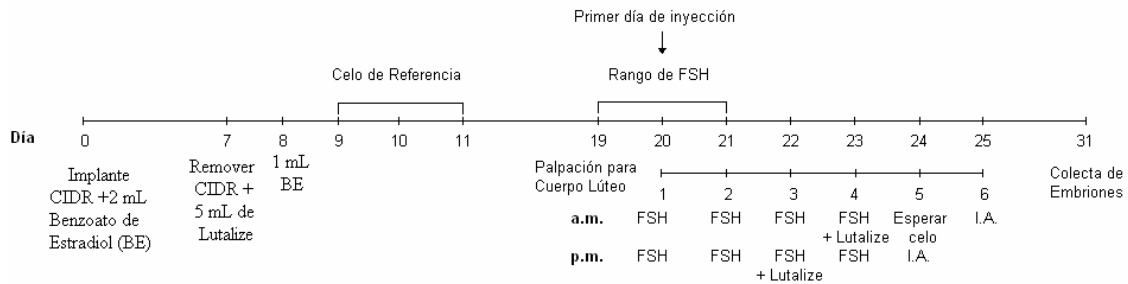 Primer día de inyección
Celo de Referencia
Rango de FSH
Día
0 7 8 9 10 11 19 20 21 22 23 24 25 31
Implante
CIDR +2 mL
Benzoato de
Estradiol (BE)
Remover
CIDR +
5 mL de
Lutalize
1 mL
BE
Palpación para
Cuerpo Lúteo
1 2 3 4 5 6
Colecta de
Embriones
a.m. FSH FSH FSH FSH Esperar I.A.
+ Lutalize celo
p.m. FSH FSH FSH FSH I.A.
+ Lutalize